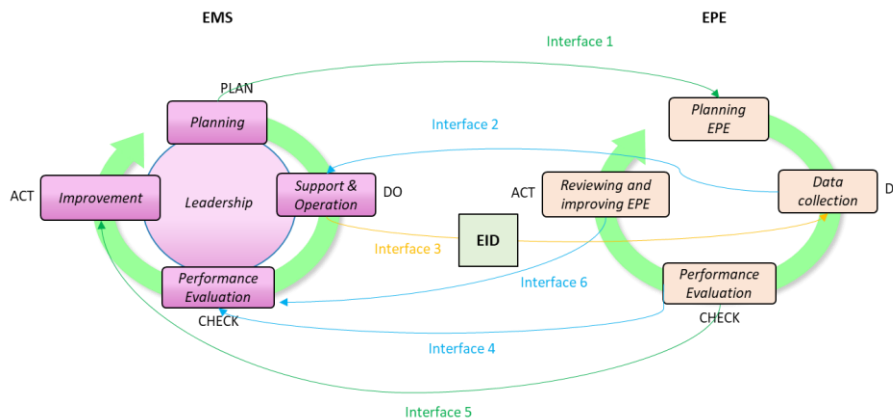 EMS
EPE
Interface 1
PLAN
Planning
Planning
EPE
Interface 2
ACT
Improvement
Leadership
Support &
Operation
DO
ACT
Reviewing and
improving EPE
Data
collection
D
Interface 3
EID
Performance
Evaluation
CHECK
Interface 6
Performance
Evaluation
CHECK
Interface 4
Interface 5